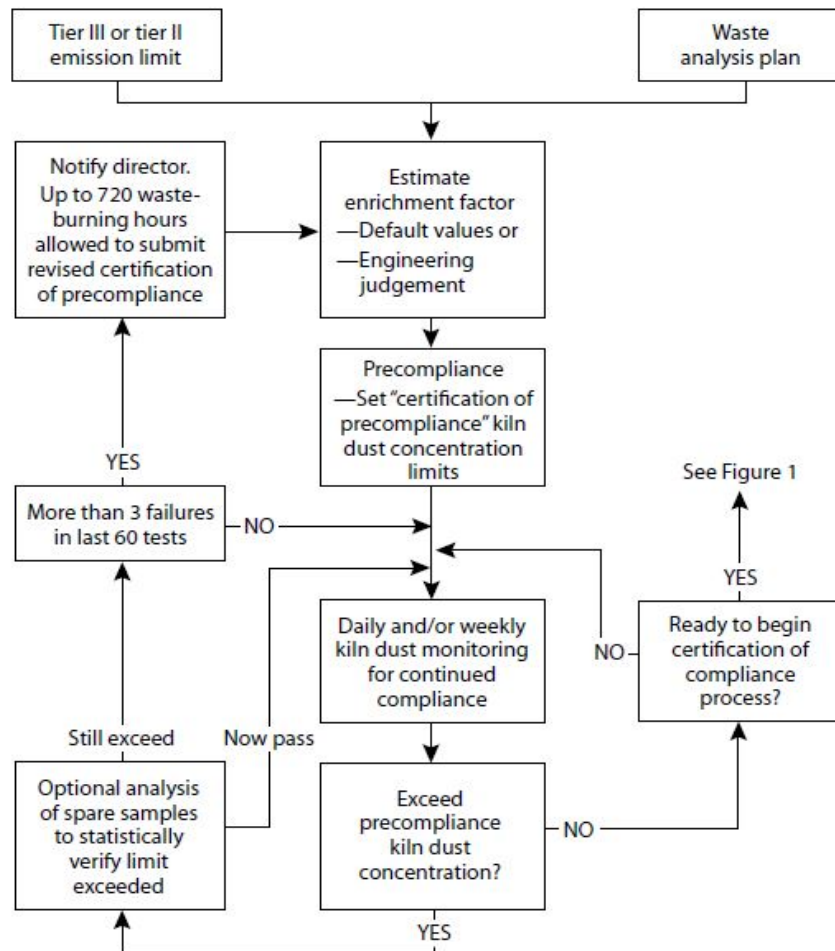 Tier III or tier II
emission limit
Waste
analysis plan
Notify director.
Up to 720 waste-
burning hours
allowed to submit
revised certification
of precompliance
Estimate
enrichment factor
—Default values or
—Engineering
judgement
Precompliance
—Set “certification of
precompliance” kiln
dust concentration
limits
YES
See Figure 1
More than 3 failures
in last 60 tests
NO
YES
Daily and/or weekly
kiln dust monitoring
for continued
compliance
NO
Ready to begin
certification of
compliance
process?
Still exceed
Now pass
Optional analysis
of spare samples
to statistically
verify limit
exceeded
Exceed
precompliance
kiln dust
concentration?
NO
YES